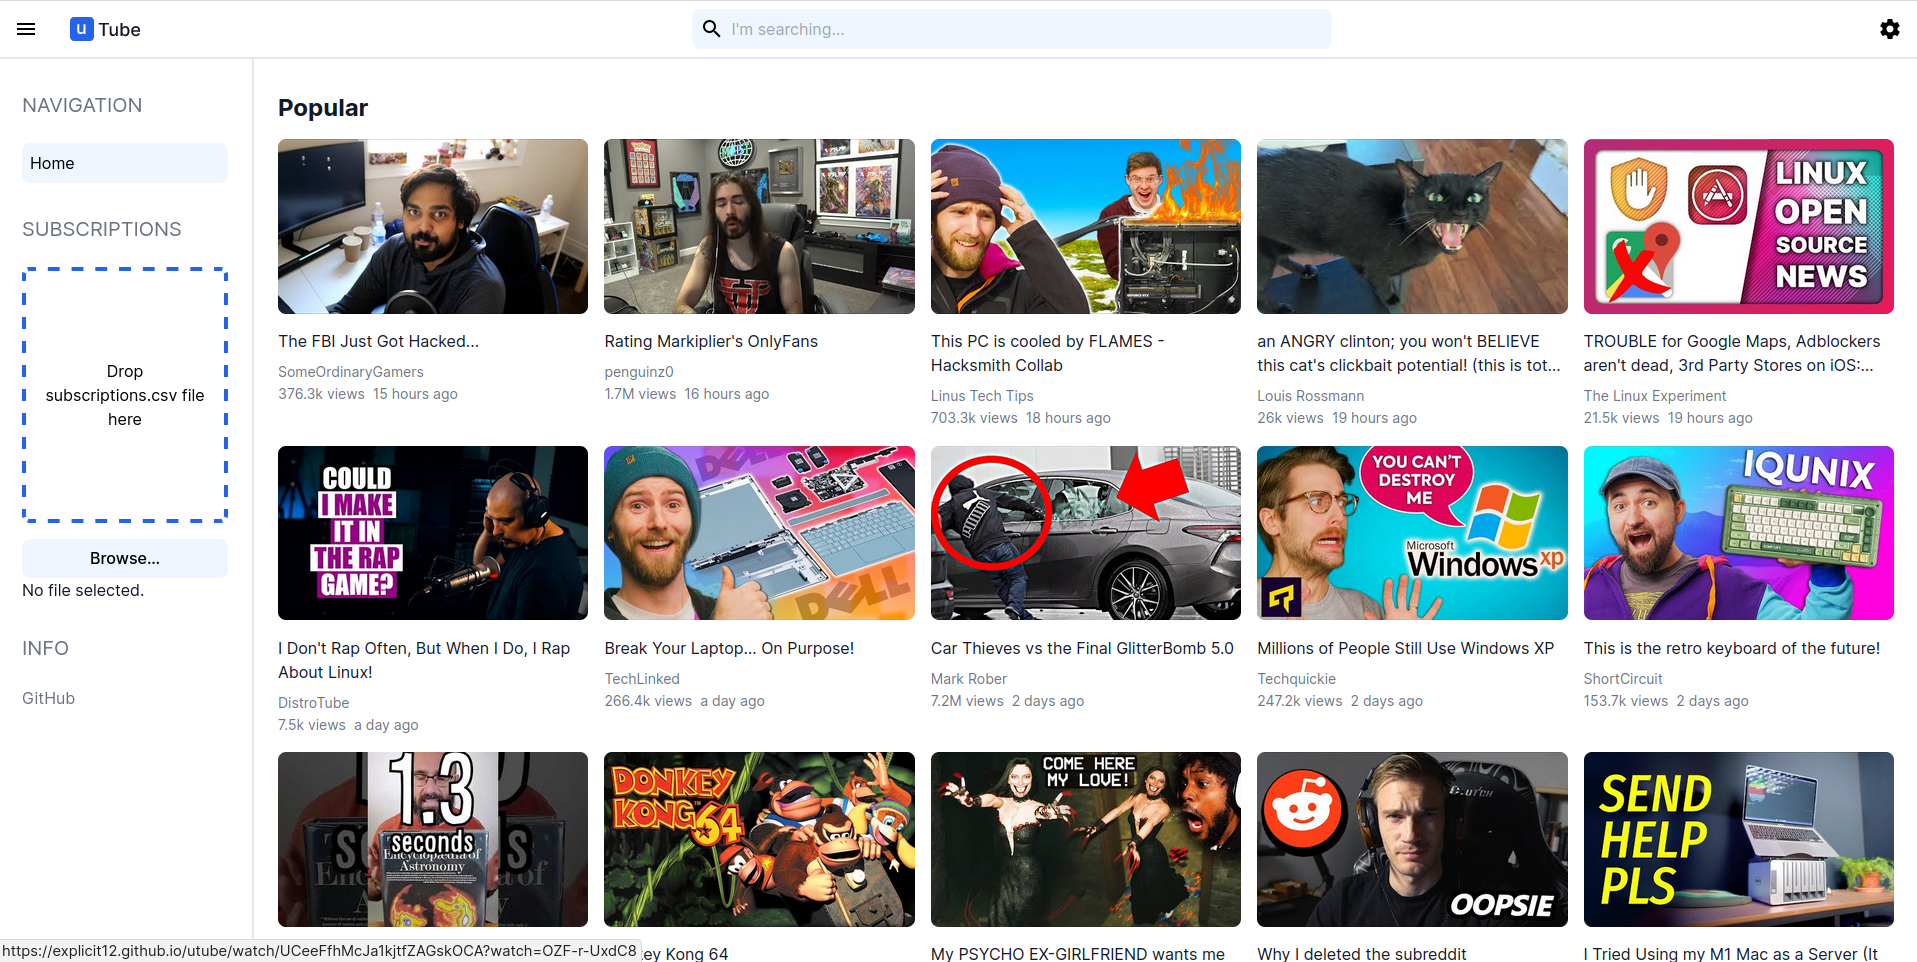 u Tube
I'm searching...
NAVIGATION
Home
SUBSCRIPTIONS
Drop
subscriptions.csv file
here
Browse...
No file selected.
INFO
GitHub
Popular
LINUX
OPEN
SOURCE
NEWS
The FBI Just Got Hacked...
SomeOrdinaryGamers
376.3k views 15 hours ago
Rating Markiplier's OnlyFans
penguinz0
1.7M views 16 hours ago
This PC is cooled by FLAMES -
Hacksmith Collab
Linus Tech Tips
703.3k views 18 hours ago
an ANGRY clinton; you won't BELIEVE
this cat's clickbait potential! (this is tot...
Louis Rossmann
26k views 19 hours ago
TROUBLE for Google Maps, Adblockers
aren't dead, 3rd Party Stores on iOS:...
The Linux Experiment
21.5k views 19 hours ago
COULD
I MAKE
IT IN
THE RAP
GAME?
DELL
DELL
YOU CAN'T
DESTROY
ME
Microsoft
Windows xp
IQUNIX
I Don't Rap Often, But When I Do, I Rap
About Linux!
DistroTube
7.5k views a day ago
Break Your Laptop... On Purpose!
TechLinked
266.4k views a day ago
Car Thieves vs the Final GlitterBomb 5.0
Mark Rober
7.2M views 2 days ago
Millions of People Still Use Windows XP
Techquickie
247.2k views 2 days ago
This is the retro keyboard of the future!
ShortCircuit
153.7k views 2 days ago
1.3
seconds
Encyclopedia of
Astronomy
DONKEY
KONG 64
COME HERE
MY LOVE!
OOPSIE
SEND
HELP
PLS
https://explicit12.github.io/utube/watch/UCeeFfhMcJa1kjtfZAGskOCA?watch=OZF-r-UxdC8
ey Kong 64
My PSYCHO EX-GIRLFRIEND wants me
Why I deleted the subreddit
I Tried Using my M1 Mac as a Server (It